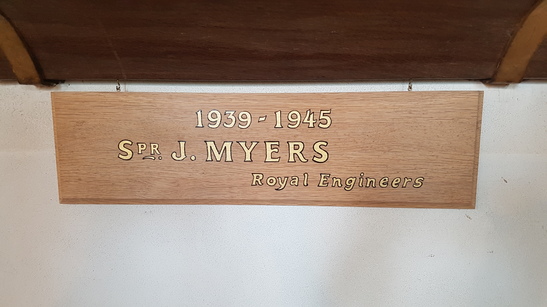 1939 - 1945
SPR. J. MYERS
Royal Engineers